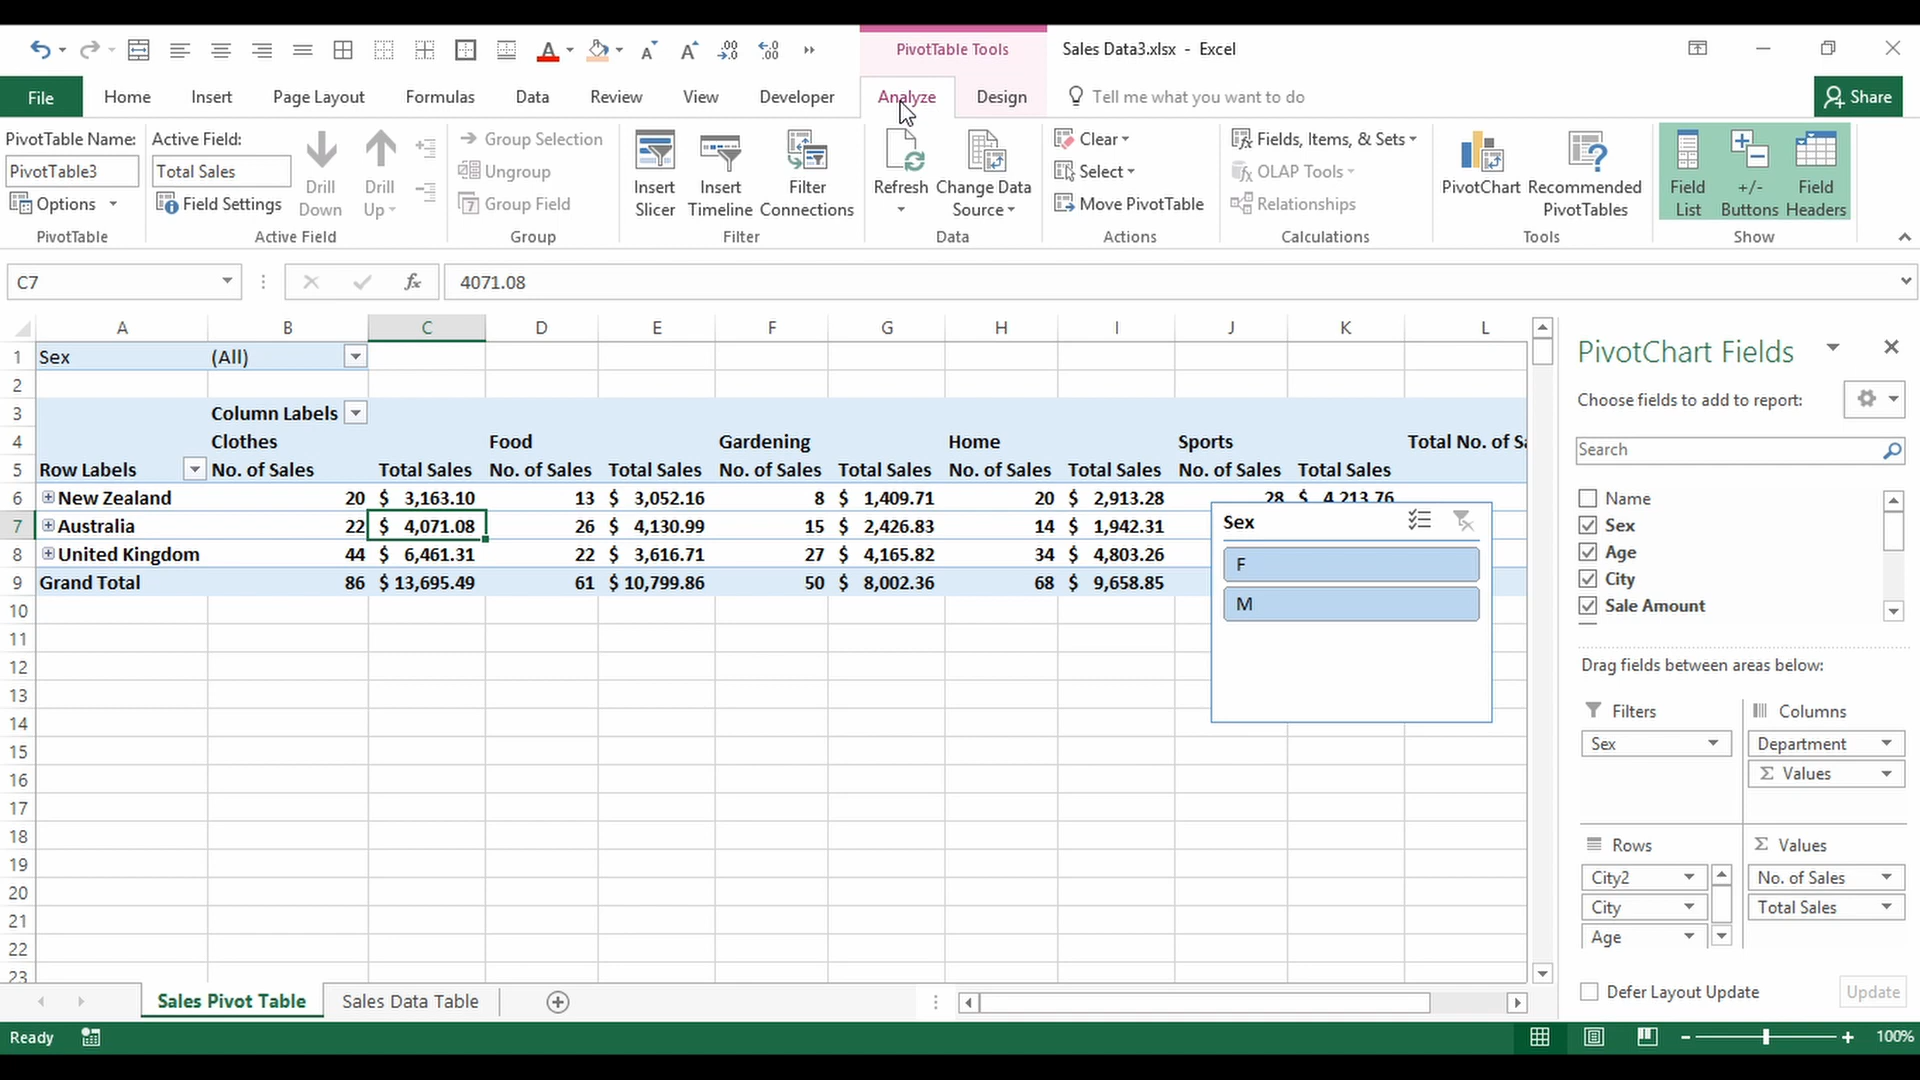 PivotTable Tools
Sales Data3.xlsx - Excel
File Home Insert Page Layout Formulas Data Review View Developer Analyze Design Tell me what you want to do Share
PivotTable Name:
PivotTable3
Options
PivotTable
Active Field:
Total Sales
Field Settings
Drill Down
Drill Up
Active Field
Group Selection
Ungroup
Group Field
Group
Insert Slicer
Insert Timeline
Filter Connections
Filter
Refresh
Change Data Source
Data
Clear
Select
Move PivotTable
Actions
Fields, Items, & Sets
OLAP Tools
Relationships
Calculations
PivotChart
Recommended PivotTables
Tools
Field List
+/- Buttons
Field Headers
Show
C7 fx 4071.08
A B C D E F G H I J K L
1 Sex (All)
2
3 Column Labels
4 Clothes Food Gardening Home Sports Total No. of Sa
5 Row Labels No. of Sales Total Sales No. of Sales Total Sales No. of Sales Total Sales No. of Sales Total Sales No. of Sales Total Sales
6 New Zealand 20 $ 3,163.10 13 $ 3,052.16 8 $ 1,409.71 20 $ 2,913.28 28 $ 4,213.76
7 Australia 22 $ 4,071.08 26 $ 4,130.99 15 $ 2,426.83 14 $ 1,942.31
8 United Kingdom 44 $ 6,461.31 22 $ 3,616.71 27 $ 4,165.82 34 $ 4,803.26
9 Grand Total 86 $ 13,695.49 61 $ 10,799.86 50 $ 8,002.36 68 $ 9,658.85
10
11
12
13
14
15
16
17
18
19
20
21
22
23
Sex
F
M
PivotChart Fields
Choose fields to add to report:
Search
Name
Sex
Age
City
Sale Amount
Drag fields between areas below:
Filters
Sex
Columns
Department
Σ Values
Rows
City2
City
Age
Σ Values
No. of Sales
Total Sales
Defer Layout Update
Update
Sales Pivot Table
Sales Data Table
Ready
100%